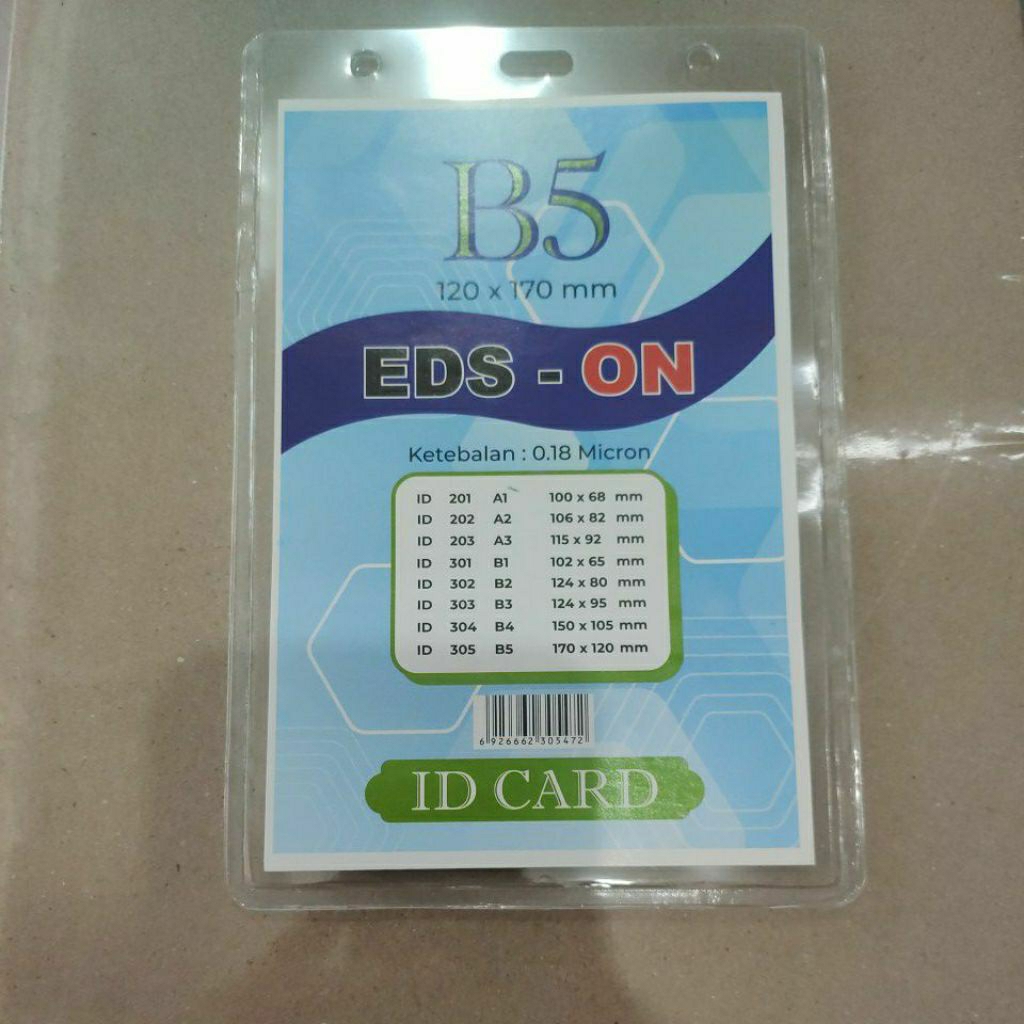 B5
120 x 170 mm
EDS - ON
Ketebalan : 0.18 Micron
ID 201 A1 100 x 68 mm
ID 202 A2 106 x 82 mm
ID 203 A3 115 x 92 mm
ID 301 B1 102 x 65 mm
ID 302 B2 124 x 80 mm
ID 303 B3 124 x 95 mm
ID 304 B4 150 x 105 mm
ID 305 B5 170 x 120 mm
6 926662 305472
ID CARD